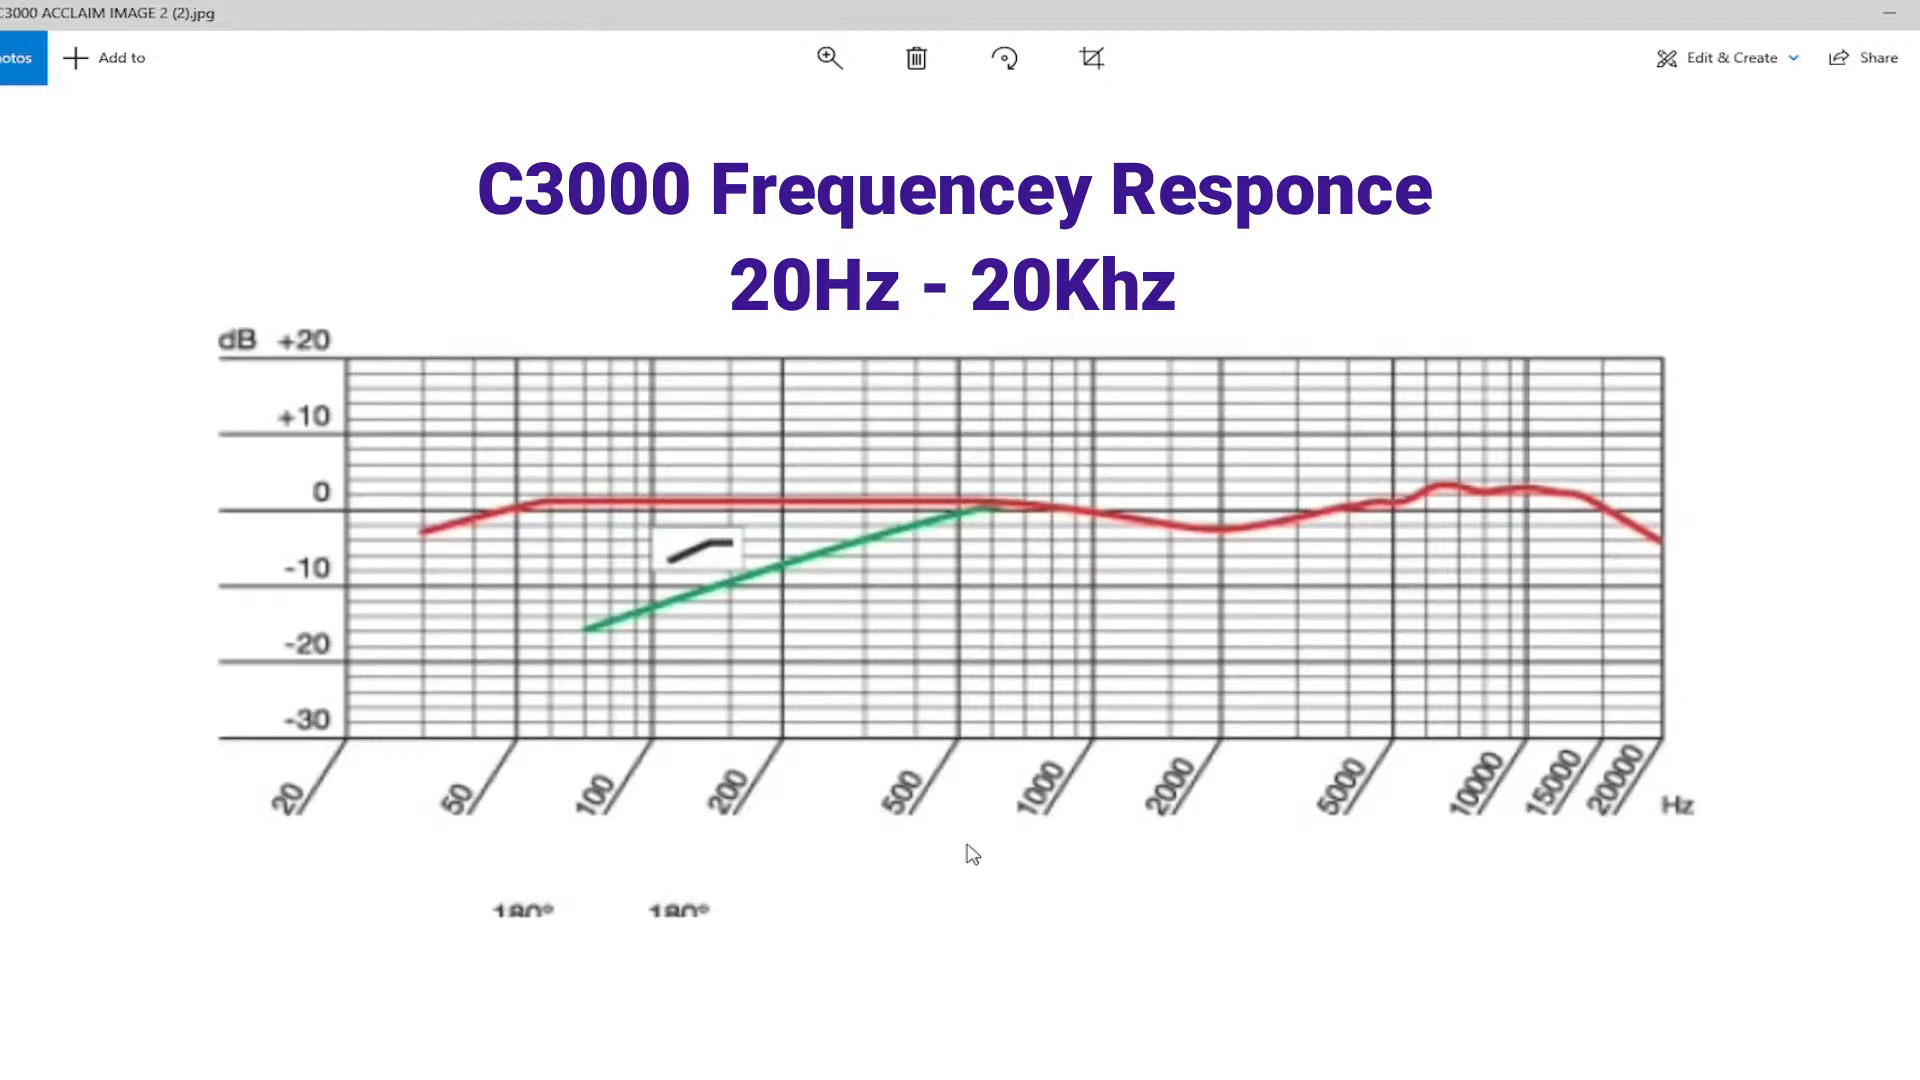 C3000 ACCLAIM IMAGE 2 (2).jpg
otos
Add to
Edit & Create
Share
C3000 Frequencey Responce
20Hz - 20Khz
dB +20
+10
0
-10
-20
-30
20 50 100 200 500 1000 2000 5000 10000 15000 20000 Hz
180° 180°